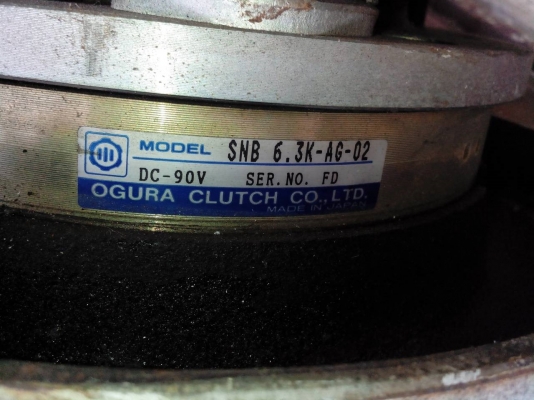 MODEL SNB 6.3K-AG-02
DC-90V SER.NO. FD
OGURA CLUTCH CO.,LTD.
MADE IN JAPAN